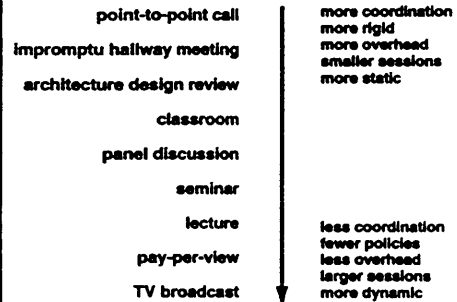 point-to-point call
impromptu hallway meeting
architecture design review
classroom
panel discussion
seminar
lecture
pay-per-view
TV broadcast
more coordination
more rigid
more overhead
smaller sessions
more static
less coordination
fewer policies
less overhead
larger sessions
more dynamic